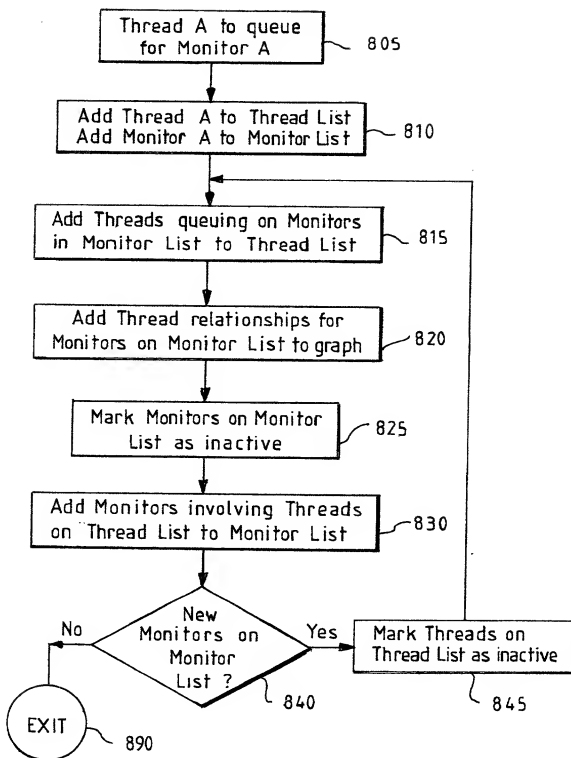 Thread A to queue
for Monitor A
805
Add Thread A to Thread List
Add Monitor A to Monitor List
810
Add Threads queuing on Monitors
in Monitor List to Thread List
815
Add Thread relationships for
Monitors on Monitor List to graph
820
Mark Monitors on Monitor
List as inactive
825
Add Monitors involving Threads
on Thread List to Monitor List
830
New
Monitors on
Monitor
List ?
840
No
Yes
Mark Threads on
Thread List as inactive
845
EXIT
890